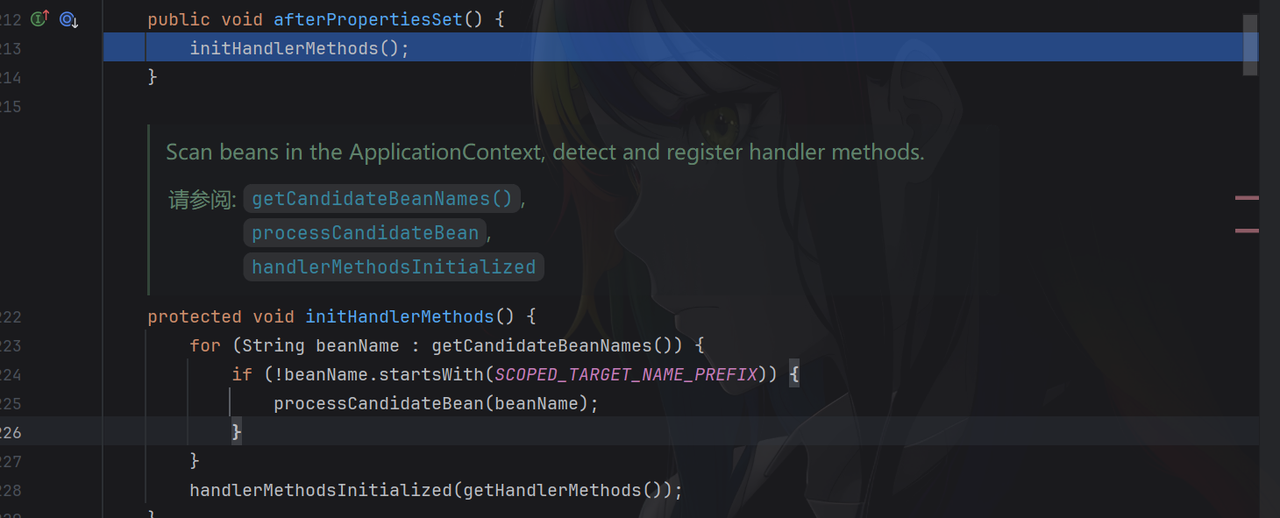 212 public void afterPropertiesSet() {
213 initHandlerMethods();
214 }
215
Scan beans in the ApplicationContext, detect and register handler methods.
请参阅: getCandidateBeanNames(),
processCandidateBean,
handlerMethodsInitialized
222 protected void initHandlerMethods() {
223 for (String beanName : getCandidateBeanNames()) {
224 if (!beanName.startsWith(SCOPED_TARGET_NAME_PREFIX)) {
225 processCandidateBean(beanName);
226 }
227 }
228 handlerMethodsInitialized(getHandlerMethods());
229 }